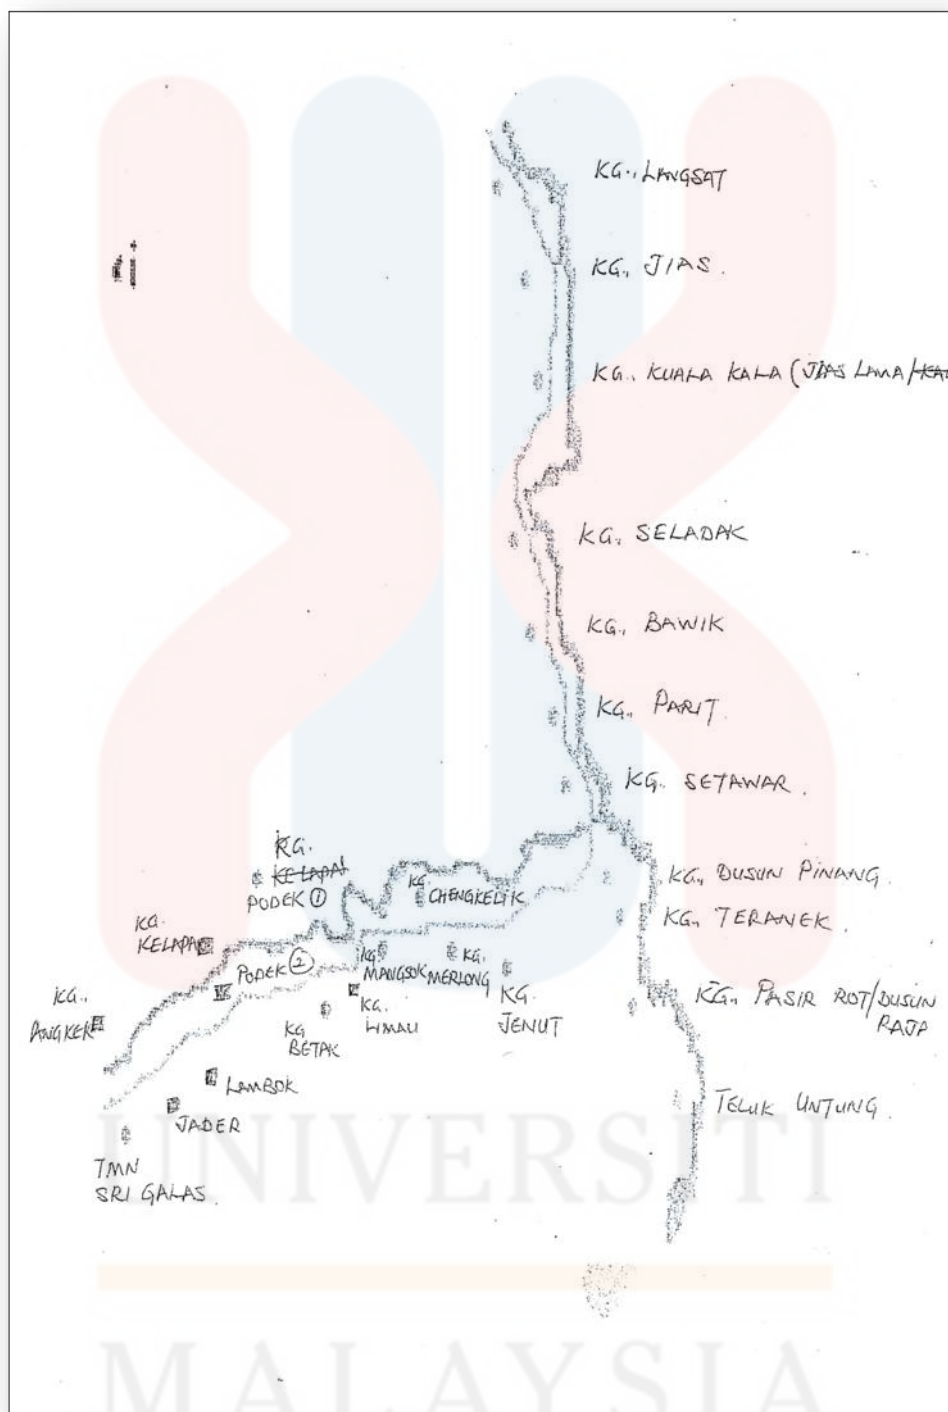 KG., LANGSAT
KG., JIAS.
KG., KUALA KALA (JIAS LAMA/
KG., SELADAK
KG., BAWIK
KG., PARIT.
KG., SETAWAR.
KG.
KELAPAI
PODEK ①
KG.
CHENGKELIK
KG., DUSUN PINANG.
KG., TERANEK.
KG.
KELAPA
PODEK ②
KG
MANGSOK
KG.
MERLONG
KG.,
ANGKEK
KG.
LIMAU
KG.
JENUT
KG
BETAK
KG., PASIR ROT/DUSUN
RAJA
LAMBOK
JADER
TELUK UNTUNG.
TMN
SRI GALAS.
UNIVERSITI
MALAYSIA